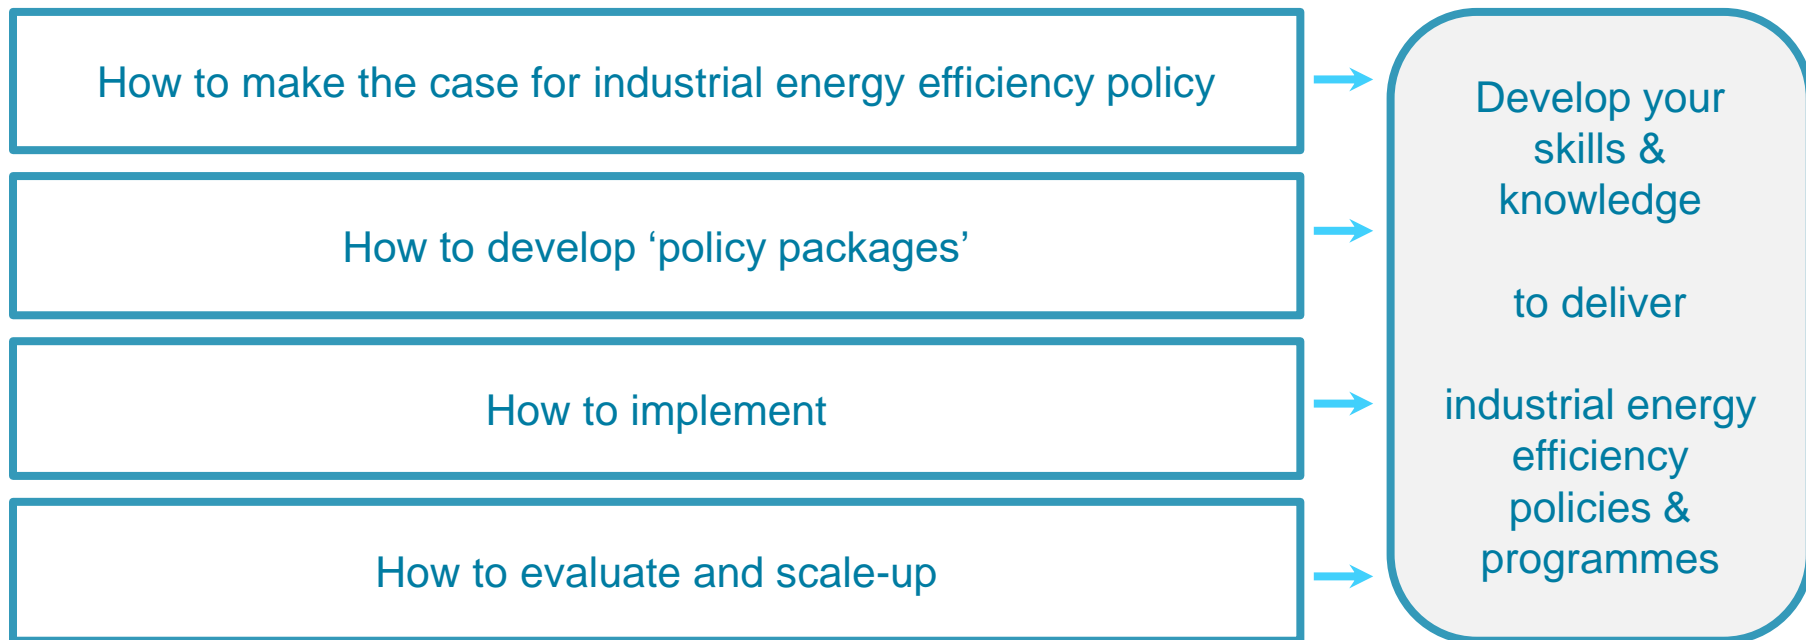 How to make the case for industrial energy efficiency policy
How to develop ‘policy packages’
How to implement
How to evaluate and scale-up
Develop your
skills &
knowledge
to deliver
industrial energy
efficiency
policies &
programmes